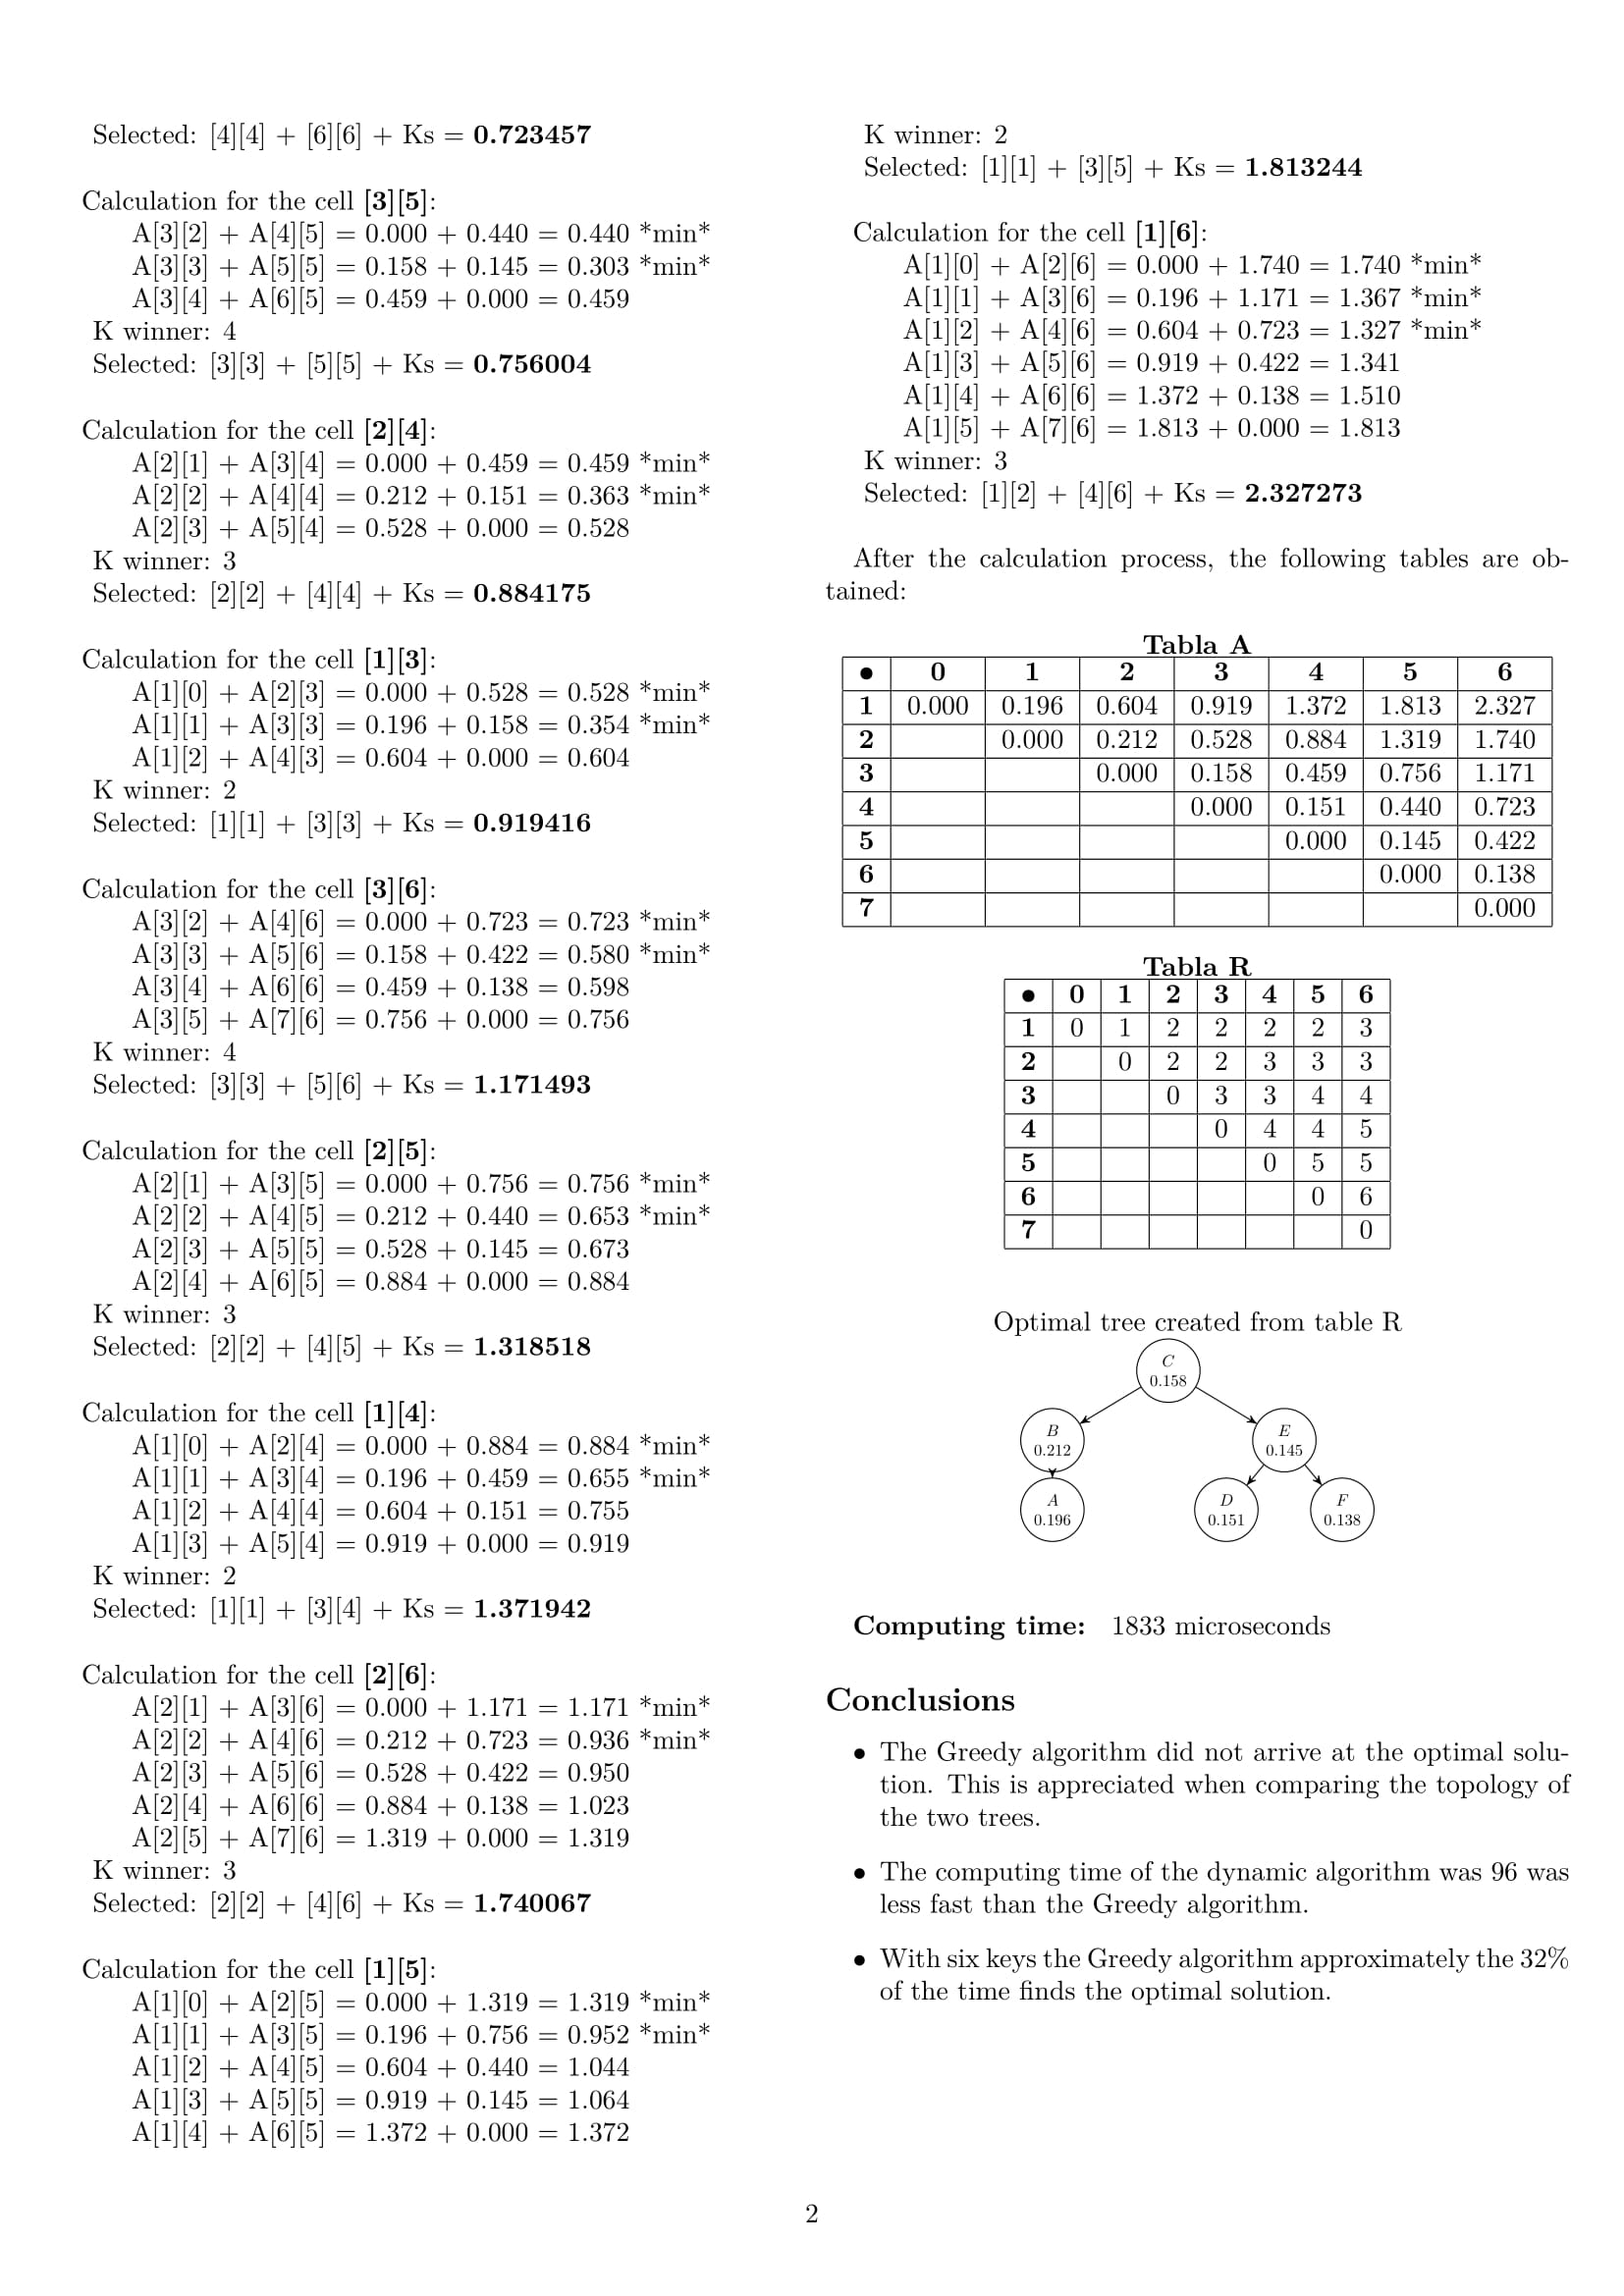 Selected: [4][4] + [6][6] + Ks = 0.723457
Calculation for the cell [3][5]:
A[3][2] + A[4][5] = 0.000 + 0.440 = 0.440 *min*
A[3][3] + A[5][5] = 0.158 + 0.145 = 0.303 *min*
A[3][4] + A[6][5] = 0.459 + 0.000 = 0.459
K winner: 4
Selected: [3][3] + [5][5] + Ks = 0.756004
Calculation for the cell [2][4]:
A[2][1] + A[3][4] = 0.000 + 0.459 = 0.459 *min*
A[2][2] + A[4][4] = 0.212 + 0.151 = 0.363 *min*
A[2][3] + A[5][4] = 0.528 + 0.000 = 0.528
K winner: 3
Selected: [2][2] + [4][4] + Ks = 0.884175
Calculation for the cell [1][3]:
A[1][0] + A[2][3] = 0.000 + 0.528 = 0.528 *min*
A[1][1] + A[3][3] = 0.196 + 0.158 = 0.354 *min*
A[1][2] + A[4][3] = 0.604 + 0.000 = 0.604
K winner: 2
Selected: [1][1] + [3][3] + Ks = 0.919416
Calculation for the cell [3][6]:
A[3][2] + A[4][6] = 0.000 + 0.723 = 0.723 *min*
A[3][3] + A[5][6] = 0.158 + 0.422 = 0.580 *min*
A[3][4] + A[6][6] = 0.459 + 0.138 = 0.598
A[3][5] + A[7][6] = 0.756 + 0.000 = 0.756
K winner: 4
Selected: [3][3] + [5][6] + Ks = 1.171493
Calculation for the cell [2][5]:
A[2][1] + A[3][5] = 0.000 + 0.756 = 0.756 *min*
A[2][2] + A[4][5] = 0.212 + 0.440 = 0.653 *min*
A[2][3] + A[5][5] = 0.528 + 0.145 = 0.673
A[2][4] + A[6][5] = 0.884 + 0.000 = 0.884
K winner: 3
Selected: [2][2] + [4][5] + Ks = 1.318518
Calculation for the cell [1][4]:
A[1][0] + A[2][4] = 0.000 + 0.884 = 0.884 *min*
A[1][1] + A[3][4] = 0.196 + 0.459 = 0.655 *min*
A[1][2] + A[4][4] = 0.604 + 0.151 = 0.755
A[1][3] + A[5][4] = 0.919 + 0.000 = 0.919
K winner: 2
Selected: [1][1] + [3][4] + Ks = 1.371942
Calculation for the cell [2][6]:
A[2][1] + A[3][6] = 0.000 + 1.171 = 1.171 *min*
A[2][2] + A[4][6] = 0.212 + 0.723 = 0.936 *min*
A[2][3] + A[5][6] = 0.528 + 0.422 = 0.950
A[2][4] + A[6][6] = 0.884 + 0.138 = 1.023
A[2][5] + A[7][6] = 1.319 + 0.000 = 1.319
K winner: 3
Selected: [2][2] + [4][6] + Ks = 1.740067
Calculation for the cell [1][5]:
A[1][0] + A[2][5] = 0.000 + 1.319 = 1.319 *min*
A[1][1] + A[3][5] = 0.196 + 0.756 = 0.952 *min*
A[1][2] + A[4][5] = 0.604 + 0.440 = 1.044
A[1][3] + A[5][5] = 0.919 + 0.145 = 1.064
A[1][4] + A[6][5] = 1.372 + 0.000 = 1.372
K winner: 2
Selected: [1][1] + [3][5] + Ks = 1.813244
Calculation for the cell [1][6]:
A[1][0] + A[2][6] = 0.000 + 1.740 = 1.740 *min*
A[1][1] + A[3][6] = 0.196 + 1.171 = 1.367 *min*
A[1][2] + A[4][6] = 0.604 + 0.723 = 1.327 *min*
A[1][3] + A[5][6] = 0.919 + 0.422 = 1.341
A[1][4] + A[6][6] = 1.372 + 0.138 = 1.510
A[1][5] + A[7][6] = 1.813 + 0.000 = 1.813
K winner: 3
Selected: [1][2] + [4][6] + Ks = 2.327273
After the calculation process, the following tables are ob-
tained:
Tabla A
• 0 1 2 3 4 5 6
1 0.000 0.196 0.604 0.919 1.372 1.813 2.327
2 0.000 0.212 0.528 0.884 1.319 1.740
3 0.000 0.158 0.459 0.756 1.171
4 0.000 0.151 0.440 0.723
5 0.000 0.145 0.422
6 0.000 0.138
7 0.000
Tabla R
• 0 1 2 3 4 5 6
1 0 1 2 2 2 2 3
2 0 2 2 3 3 3
3 0 3 3 4 4
4 0 4 4 5
5 0 5 5
6 0 6
7 0
Optimal tree created from table R
C
0.158
B E
0.212 0.145
A D F
0.196 0.151 0.138
Computing time: 1833 microseconds
Conclusions
• The Greedy algorithm did not arrive at the optimal solu-
tion. This is appreciated when comparing the topology of
the two trees.
• The computing time of the dynamic algorithm was 96 was
less fast than the Greedy algorithm.
• With six keys the Greedy algorithm approximately the 32%
of the time finds the optimal solution.
2